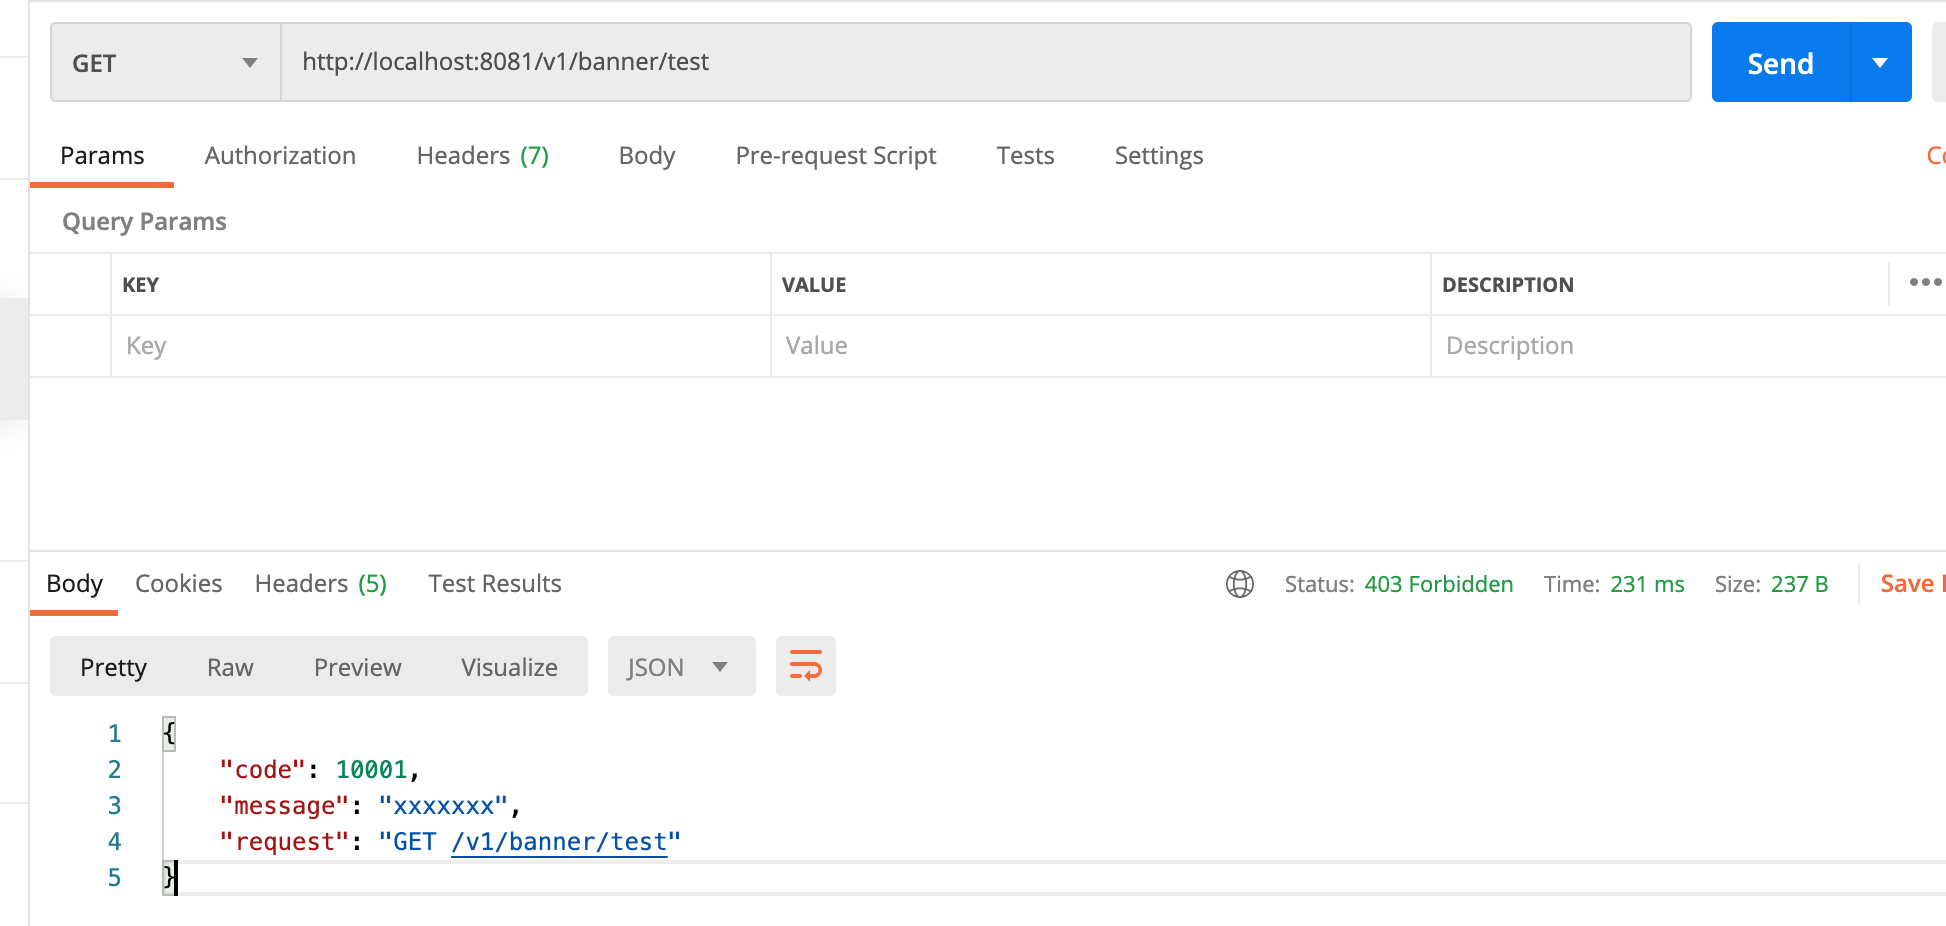 GET http://localhost:8081/v1/banner/test Send
Params Authorization Headers (7) Body Pre-request Script Tests Settings
Query Params
KEY VALUE DESCRIPTION
Key Value Description
Body Cookies Headers (5) Test Results Status: 403 Forbidden Time: 231 ms Size: 237 B Save
Pretty Raw Preview Visualize JSON
1 {
2 "code": 10001,
3 "message": "xxxxxxx",
4 "request": "GET /v1/banner/test"
5 }